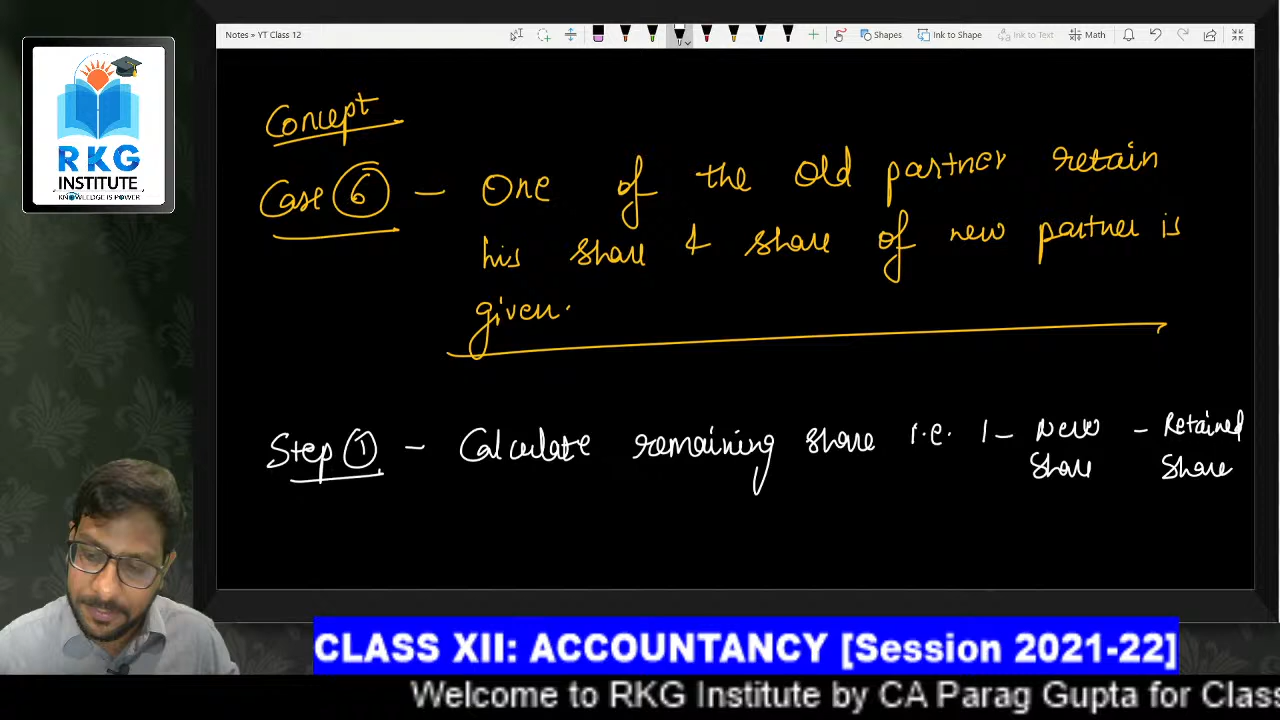 Notes » YT Class 12
Shapes
Ink to Shape
Ink to Text
Math
RKG
INSTITUTE
KNOWLEDGE IS POWER
Concept
Case 6 - One of the old partner retain
his share & share of new partner is
given.
Step 1 - Calculate remaining share i.e. 1 - New Share - Retained Share
CLASS XII: ACCOUNTANCY [Session 2021-22]
Welcome to RKG Institute by CA Parag Gupta for Class